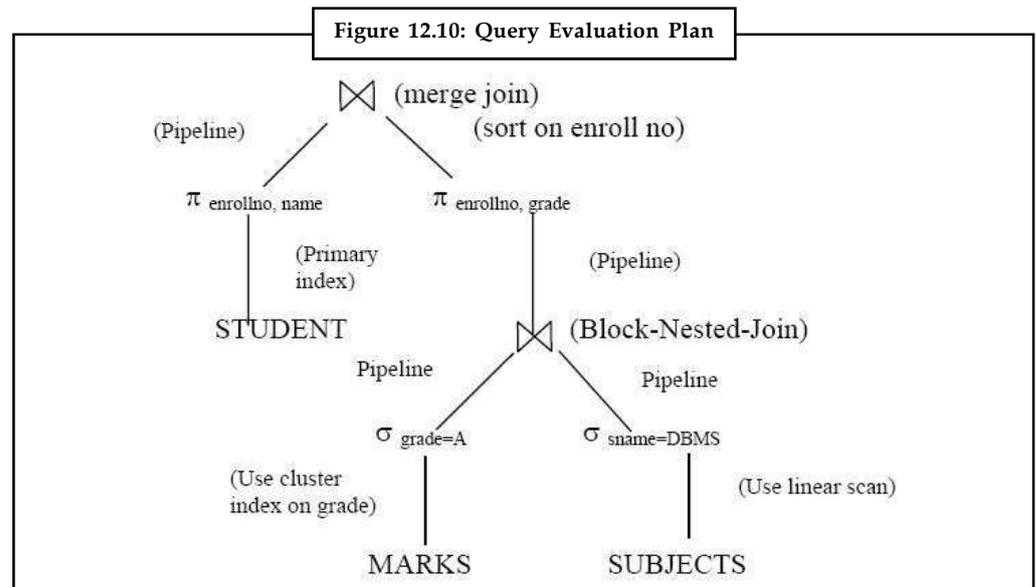 Figure 12.10: Query Evaluation Plan
(merge join)
(Pipeline)
(sort on enroll no)
π enrollno, name
π enrollno, grade
(Primary
index)
(Pipeline)
STUDENT
(Block-Nested-Join)
Pipeline
Pipeline
σ grade=A
σ sname=DBMS
(Use cluster
index on grade)
(Use linear scan)
MARKS
SUBJECTS